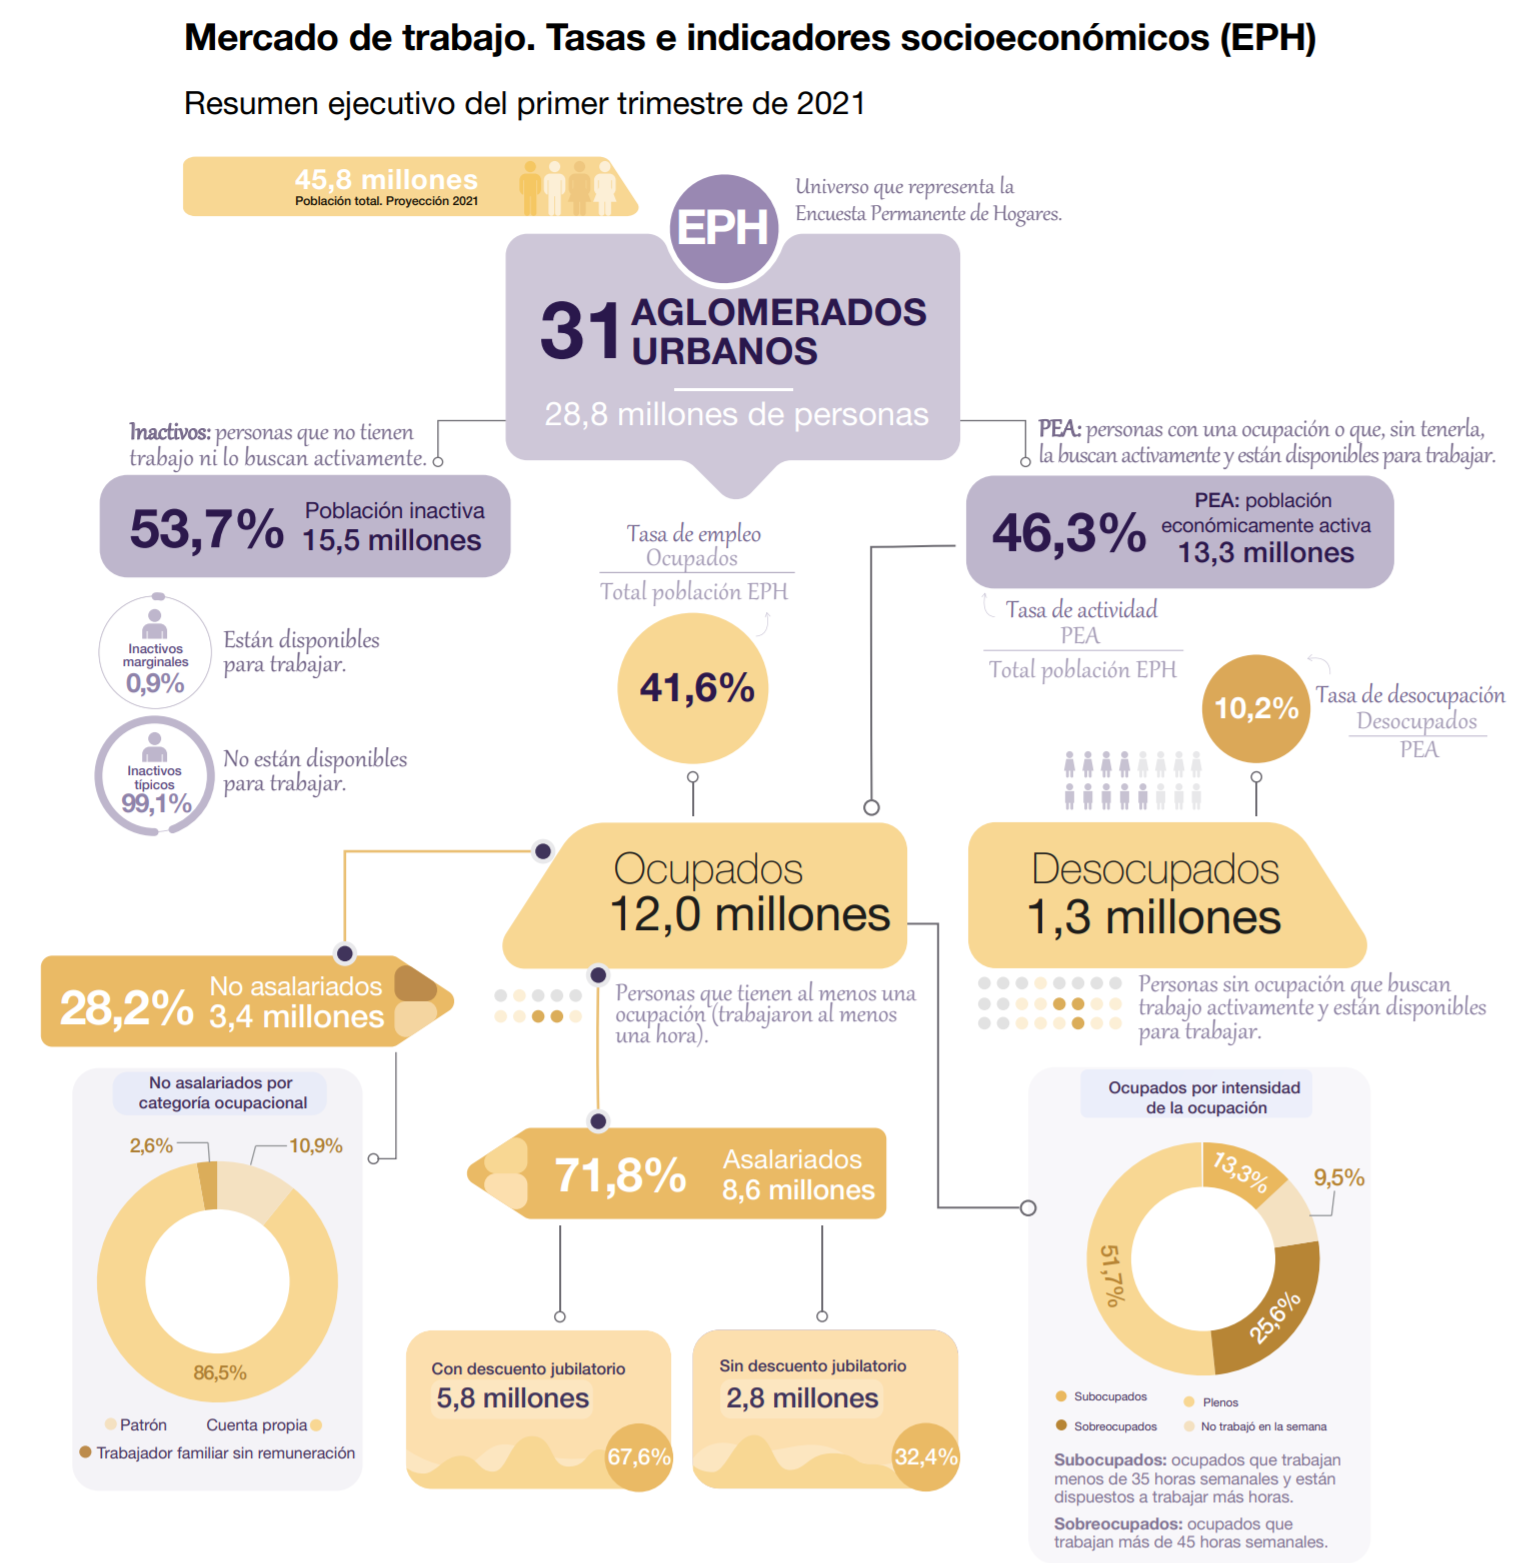 Mercado de trabajo. Tasas e indicadores socioeconómicos (EPH)
Resumen ejecutivo del primer trimestre de 2021
45,8 millones
Población total. Proyección 2021
EPH
Universo que representa la
Encuesta Permanente de Hogares.
31 AGLOMERADOS
URBANOS
28,8 millones de personas
Inactivos: personas que no tienen
trabajo ni lo buscan activamente.
PEA: personas con una ocupación o que, sin tenerla,
la buscan activamente y están disponibles para trabajar.
53,7%
Población inactiva
15,5 millones
46,3%
PEA: población
económicamente activa
13,3 millones
Tasa de empleo
Ocupados
Total población EPH
41,6%
Tasa de actividad
PEA
Total población EPH
Inactivos
marginales
0,9%
Están disponibles
para trabajar.
Inactivos
típicos
99,1%
No están disponibles
para trabajar.
10,2%
Tasa de desocupación
Desocupados
PEA
Ocupados
12,0 millones
Desocupados
1,3 millones
28,2%
No asalariados
3,4 millones
Personas que tienen al menos una
ocupación (trabajaron al menos
una hora).
Personas sin ocupación que buscan
trabajo activamente y están disponibles
para trabajar.
No asalariados por
categoría ocupacional
2,6%
10,9%
86,5%
Patrón
Cuenta propia
Trabajador familiar sin remuneración
71,8%
Asalariados
8,6 millones
Con descuento jubilatorio
5,8 millones
67,6%
Sin descuento jubilatorio
2,8 millones
32,4%
Ocupados por intensidad
de la ocupación
13,3%
9,5%
51,7%
25,6%
Subocupados
Plenos
Sobreocupados
No trabajó en la semana
Subocupados: ocupados que trabajan
menos de 35 horas semanales y están
dispuestos a trabajar más horas.
Sobreocupados: ocupados que
trabajan más de 45 horas semanales.